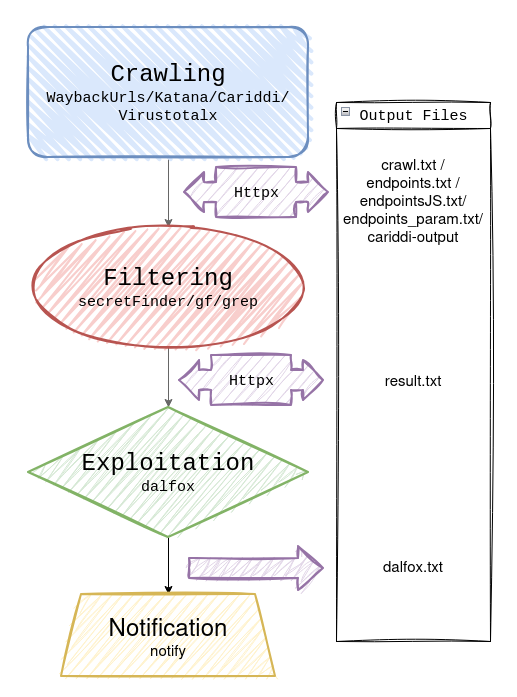 Crawling
WaybackUrls/Katana/Cariddi/
Virustotalx
Output Files
crawl.txt /
endpoints.txt /
endpointsJS.txt/
endpoints_param.txt/
cariddi-output
Httpx
Filtering
secretFinder/gf/grep
Httpx
result.txt
Exploitation
dalfox
dalfox.txt
Notification
notify